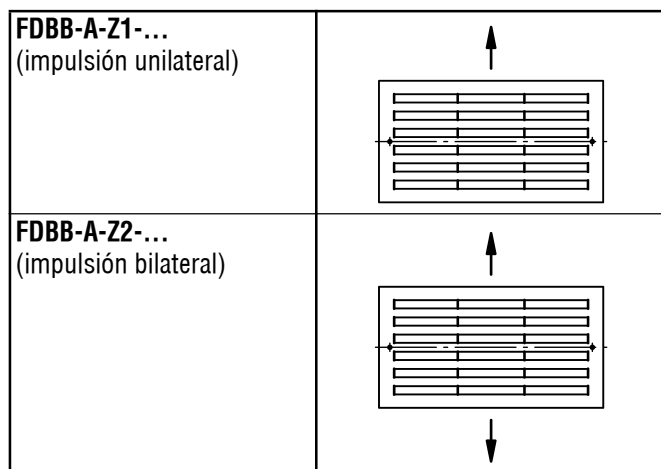 FDBB-A-Z1-...
(impulsión unilateral)
FDBB-A-Z2-...
(impulsión bilateral)